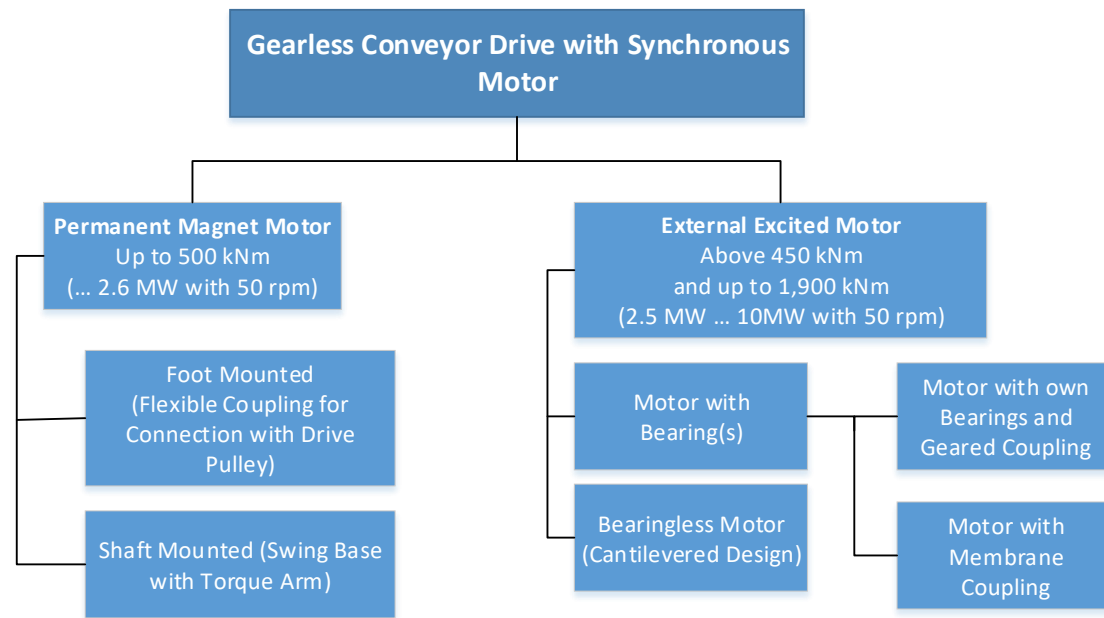 Gearless Conveyor Drive with Synchronous
Motor
Permanent Magnet Motor
Up to 500 kNm
(… 2.6 MW with 50 rpm)
External Excited Motor
Above 450 kNm
and up to 1,900 kNm
(2.5 MW … 10MW with 50 rpm)
Foot Mounted
(Flexible Coupling for
Connection with Drive
Pulley)
Motor with
Bearing(s)
Motor with own
Bearings and
Geared Coupling
Shaft Mounted (Swing Base
with Torque Arm)
Bearingless Motor
(Cantilevered Design)
Motor with
Membrane
Coupling